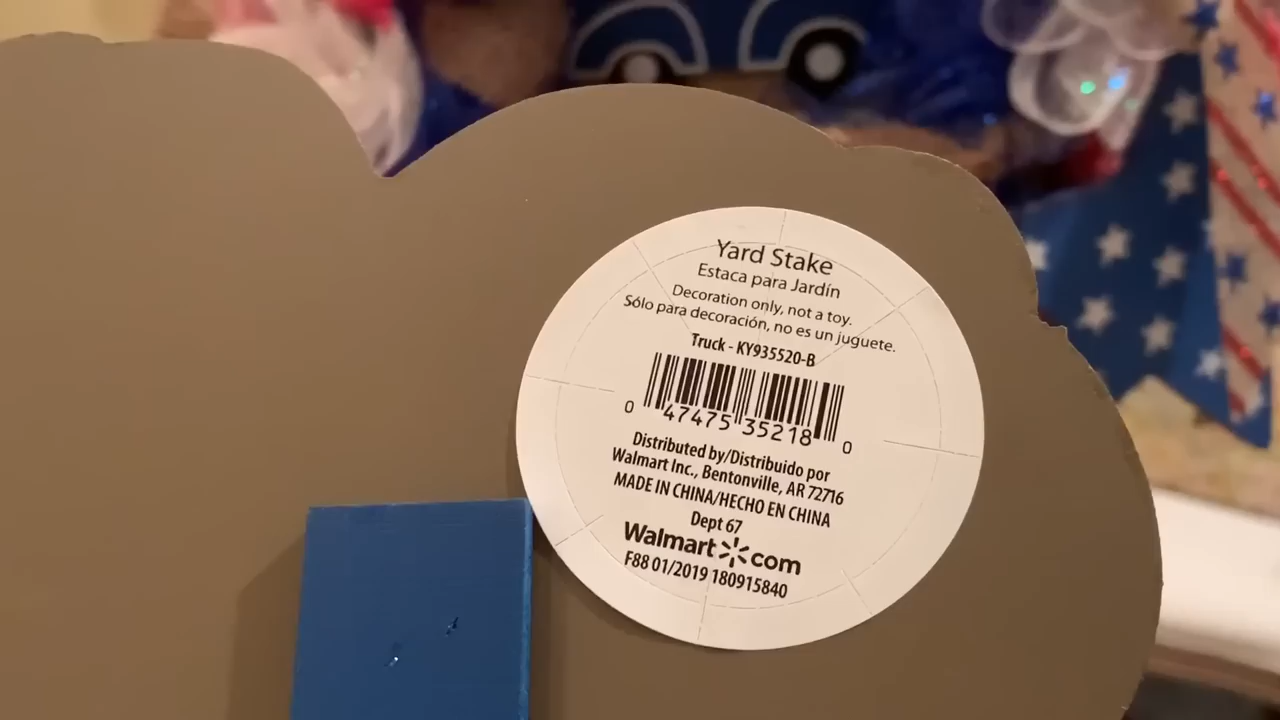 Yard Stake
Estaca para Jardín
Decoration only, not a toy.
Sólo para decoración, no es un juguete.
Truck - KY935520-B
0 47475 35218 0
Distributed by/Distribuido por
Walmart Inc., Bentonville, AR 72716
MADE IN CHINA/HECHO EN CHINA
Dept 67
Walmart com
F88 01/2019 180915840